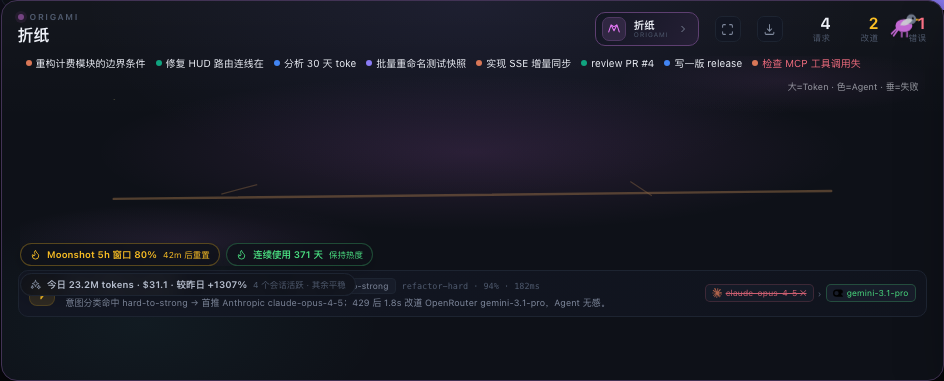 ORIGAMI
折纸
折纸
ORIGAMI
4
请求
2
改道
1
错误
重构计费模块的边界条件 修复 HUD 路由连线在 分析 30 天 toke 批量重命名测试快照 实现 SSE 增量同步 review PR #4 写一版 release 检查 MCP 工具调用失
大=Token · 色=Agent · 垂=失败
Moonshot 5h 窗口 80% 42m 后重置
连续使用 371 天 保持热度
今日 23.2M tokens · $31.1 · 较昨日 +1307% 4 个会话活跃 · 其余平稳
-strong refactor-hard · 94% · 182ms
意图分类命中 hard-to-strong → 首推 Anthropic claude-opus-4-5；429 后 1.8s 改道 OpenRouter gemini-3.1-pro，Agent 无感。
claude-opus-4-5 ✕ › gemini-3.1-pro